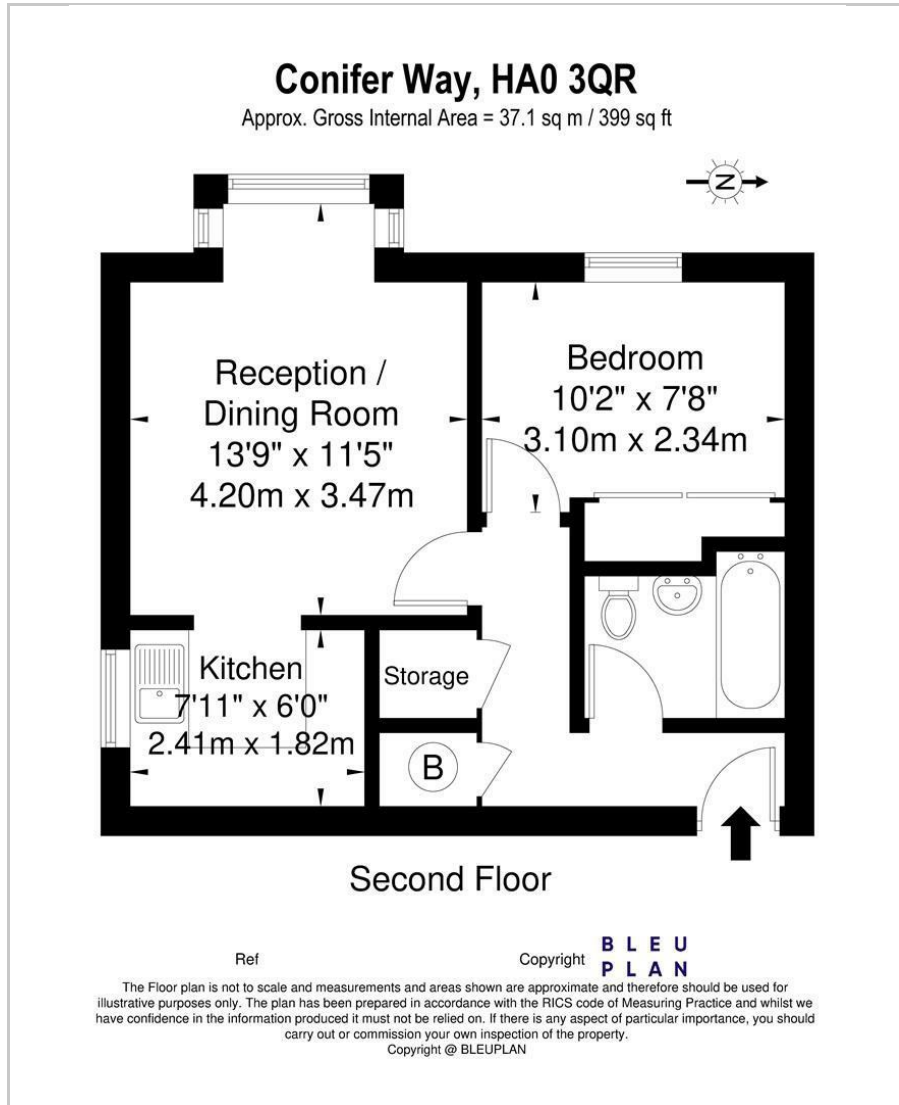 Conifer Way, HA0 3QR
Approx. Gross Internal Area = 37.1 sq m / 399 sq ft
N
Reception /
Dining Room
13'9" x 11'5"
4.20m x 3.47m
Bedroom
10'2" x 7'8"
3.10m x 2.34m
Kitchen
7'11" x 6'0"
2.41m x 1.82m
Storage
B
Second Floor
Ref
Copyright
BLEU
PLAN
The Floor plan is not to scale and measurements and areas shown are approximate and therefore should be used for
illustrative purposes only. The plan has been prepared in accordance with the RICS code of Measuring Practice and whilst we
have confidence in the information produced it must not be relied on. If there is any aspect of particular importance, you should
carry out or commission your own inspection of the property.
Copyright @ BLEUPLAN